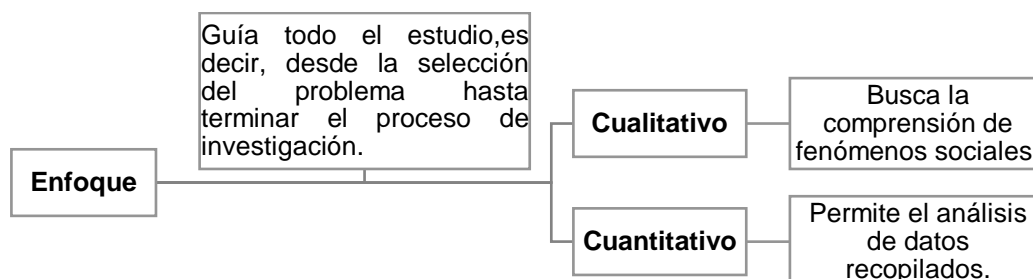 Guía todo el estudio,es
decir, desde la selección
del problema hasta
terminar el proceso de
investigación.
Enfoque
Cualitativo
Busca la
comprensión de
fenómenos sociales
Cuantitativo
Permite el análisis
de datos
recopilados.